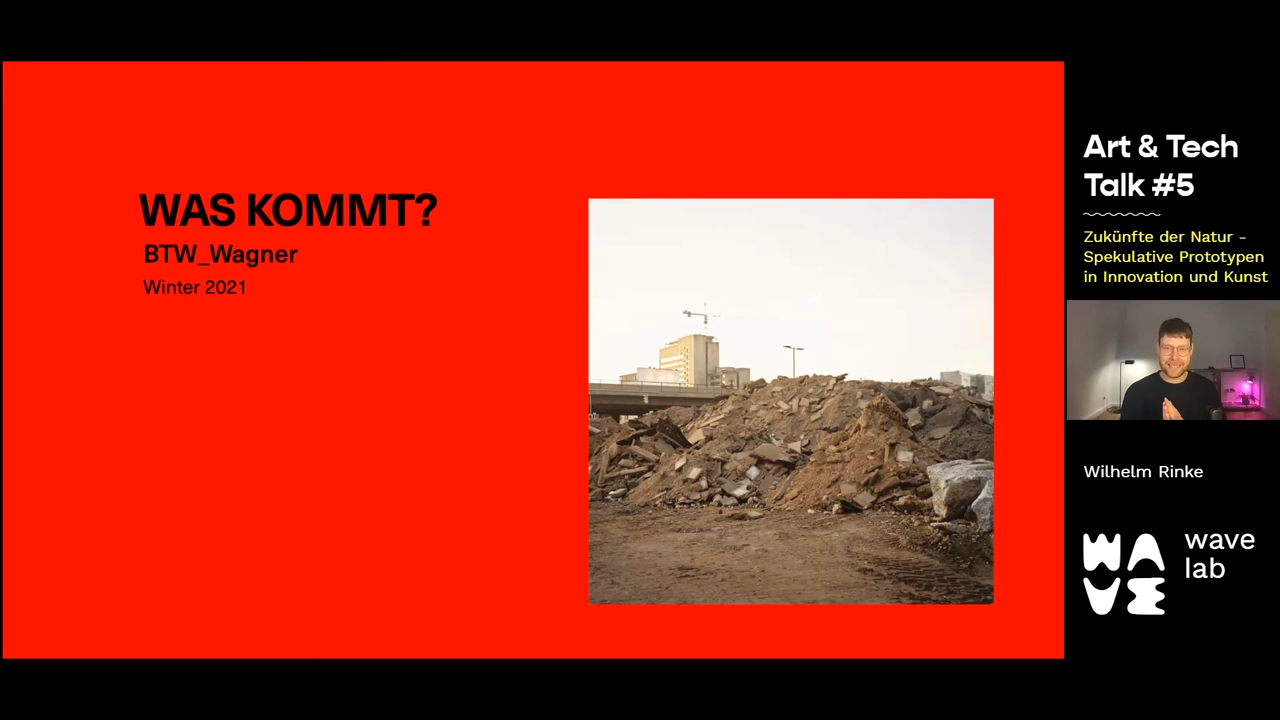 WAS KOMMT?
BTW_Wagner
Winter 2021
Art & Tech
Talk #5
Zukünfte der Natur –
Spekulative Prototypen
in Innovation und Kunst
Wilhelm Rinke
WA
VE
wave
lab